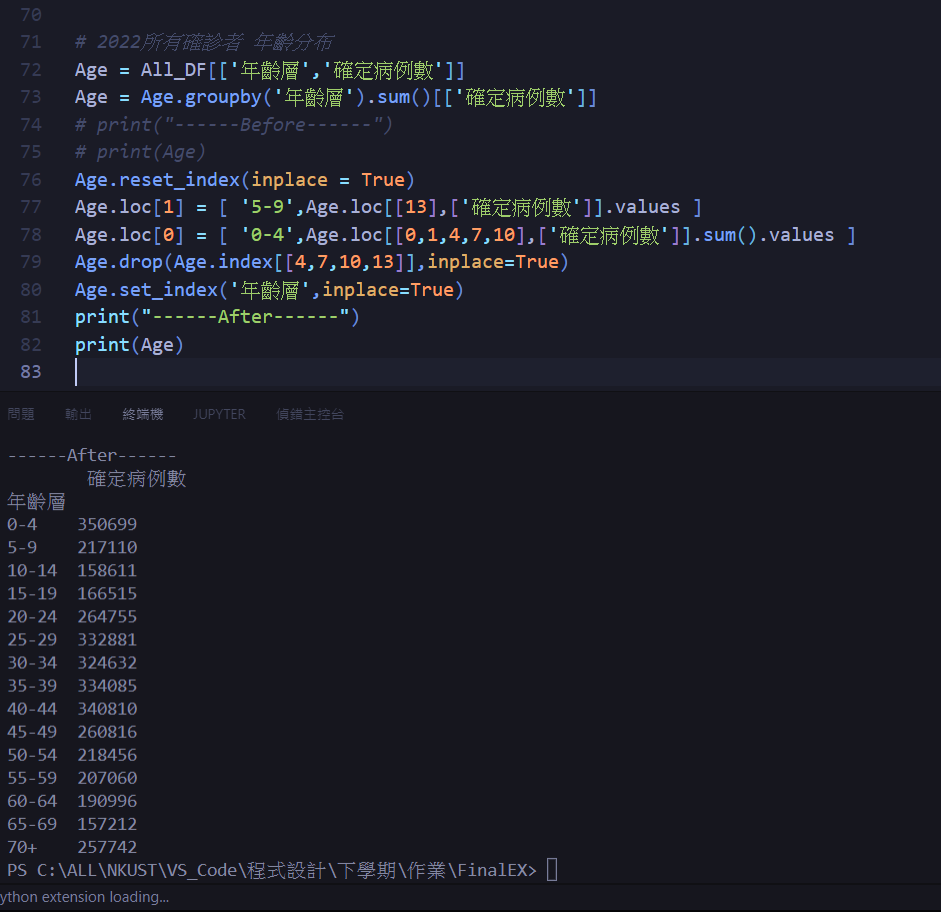 70
71 # 2022所有確診者 年齡分布
72 Age = All_DF[['年齡層','確定病例數']]
73 Age = Age.groupby('年齡層').sum()[['確定病例數']]
74 # print("------Before------")
75 # print(Age)
76 Age.reset_index(inplace = True)
77 Age.loc[1] = [ '5-9',Age.loc[[13],['確定病例數']].values ]
78 Age.loc[0] = [ '0-4',Age.loc[[0,1,4,7,10],['確定病例數']].sum().values ]
79 Age.drop(Age.index[[4,7,10,13]],inplace=True)
80 Age.set_index('年齡層',inplace=True)
81 print("------After------")
82 print(Age)
83
問題 輸出 終端機 JUPYTER 偵錯主控台
------After------
確定病例數
年齡層
0-4 350699
5-9 217110
10-14 158611
15-19 166515
20-24 264755
25-29 332881
30-34 324632
35-39 334085
40-44 340810
45-49 260816
50-54 218456
55-59 207060
60-64 190996
65-69 157212
70+ 257742
PS C:\ALL\NKUST\VS_Code\程式設計\下學期\作業\FinalEX>
ython extension loading...